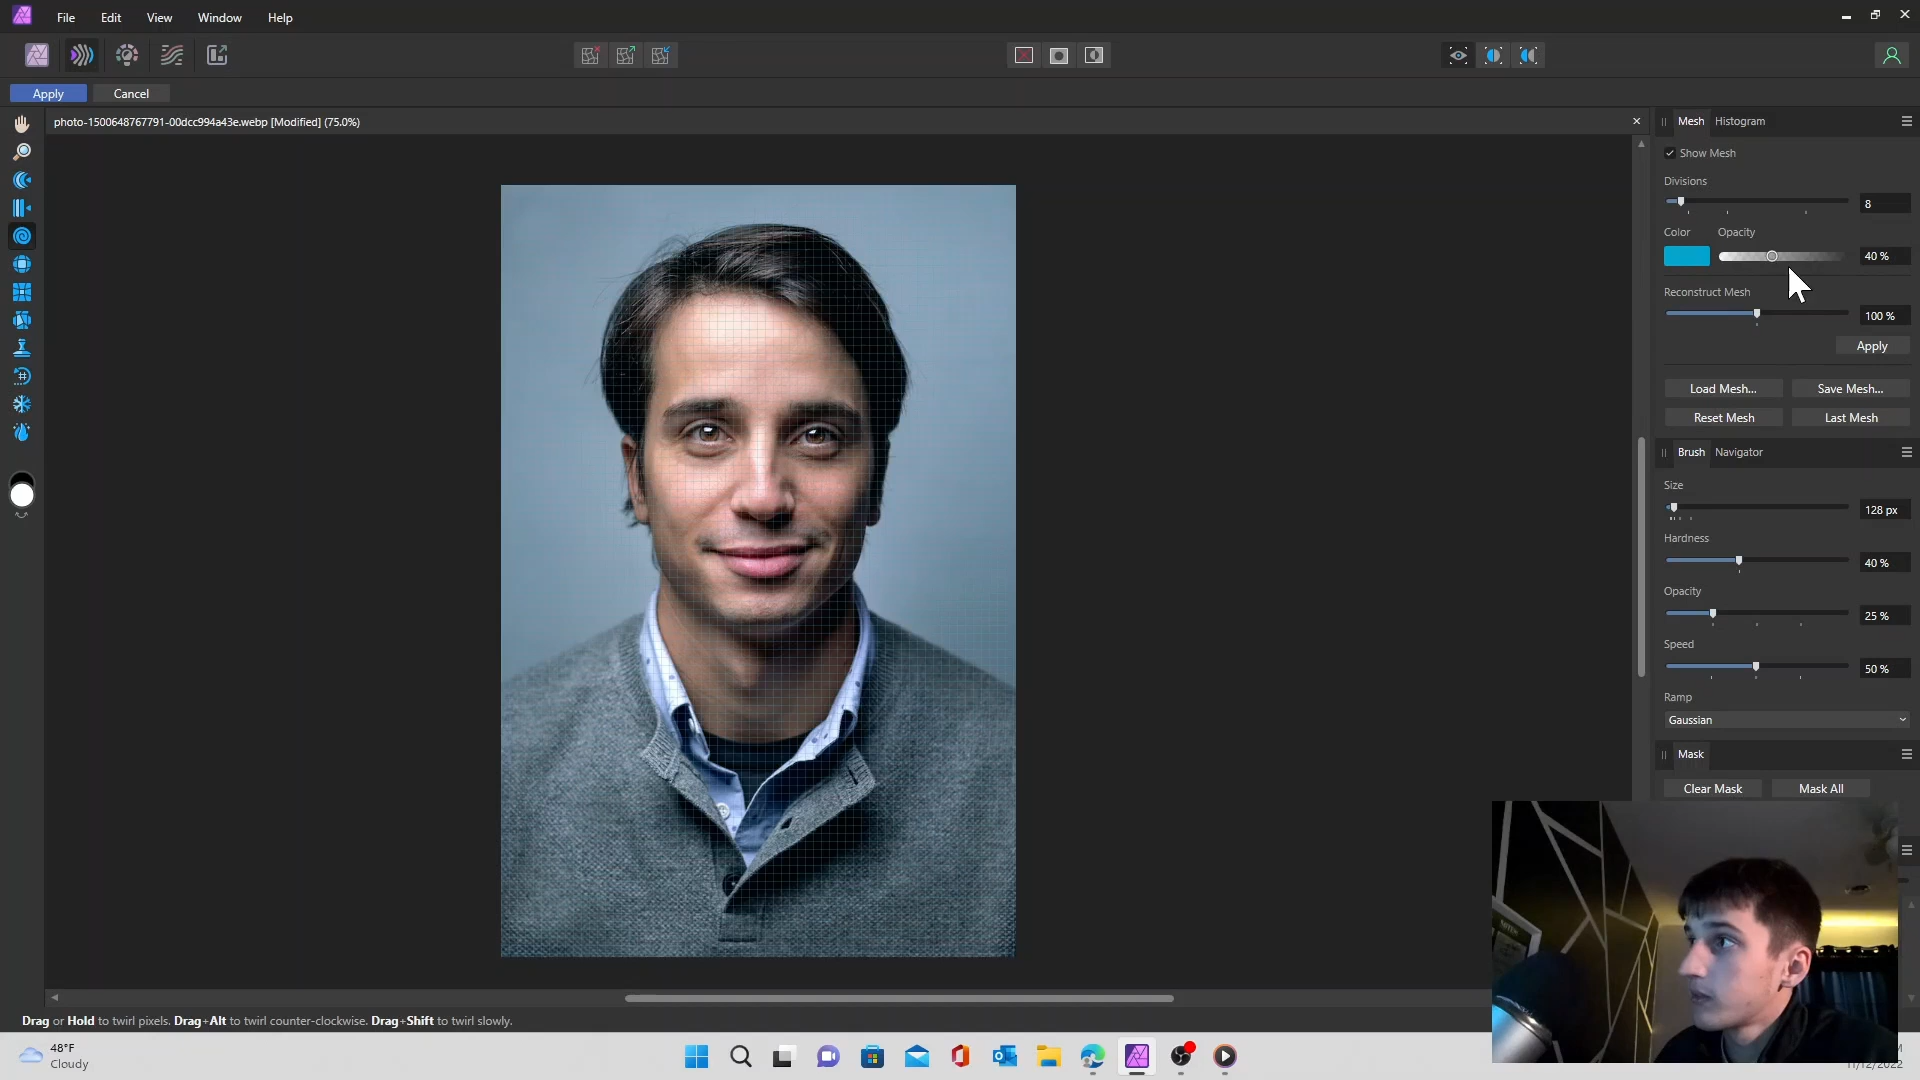 File Edit View Window Help
Apply Cancel
photo-1500648767791-00dcc994a43e.webp [Modified] (75.0%)
Mesh Histogram
Show Mesh
Divisions
8
Color Opacity
40 %
Reconstruct Mesh
100 %
Apply
Load Mesh... Save Mesh...
Reset Mesh Last Mesh
Brush Navigator
Size
128 px
Hardness
40 %
Opacity
25 %
Speed
50 %
Ramp
Gaussian
Mask
Clear Mask Mask All
Drag or Hold to twirl pixels. Drag+Alt to twirl counter-clockwise. Drag+Shift to twirl slowly.
48°F
Cloudy
11/12/2022